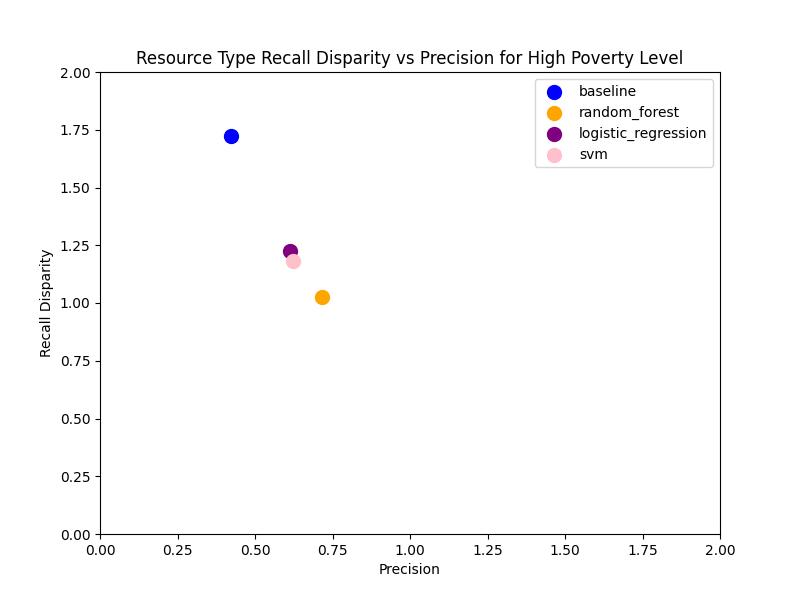 Resource Type Recall Disparity vs Precision for High Poverty Level
2.00
1.75
1.50
1.25
1.00
0.75
0.50
0.25
0.00
Recall Disparity
baseline
random_forest
logistic_regression
svm
0.00 0.25 0.50 0.75 1.00 1.25 1.50 1.75 2.00
Precision